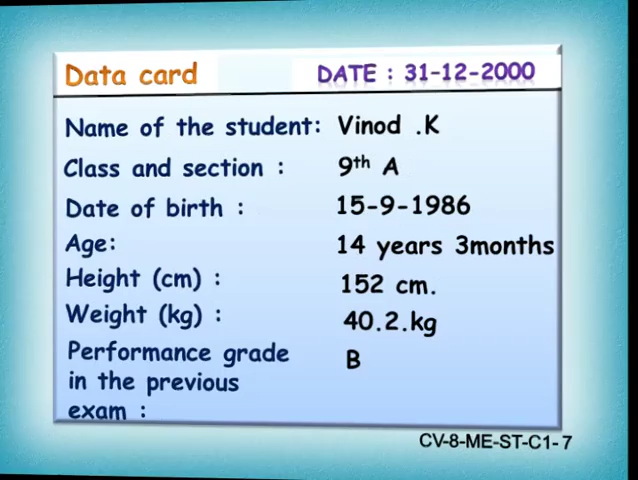 Data card DATE : 31-12-2000
Name of the student: Vinod .K
Class and section : 9th A
Date of birth : 15-9-1986
Age: 14 years 3months
Height (cm) : 152 cm.
Weight (kg) : 40.2.kg
Performance grade B
in the previous
exam :
CV-8-ME-ST-C1-7